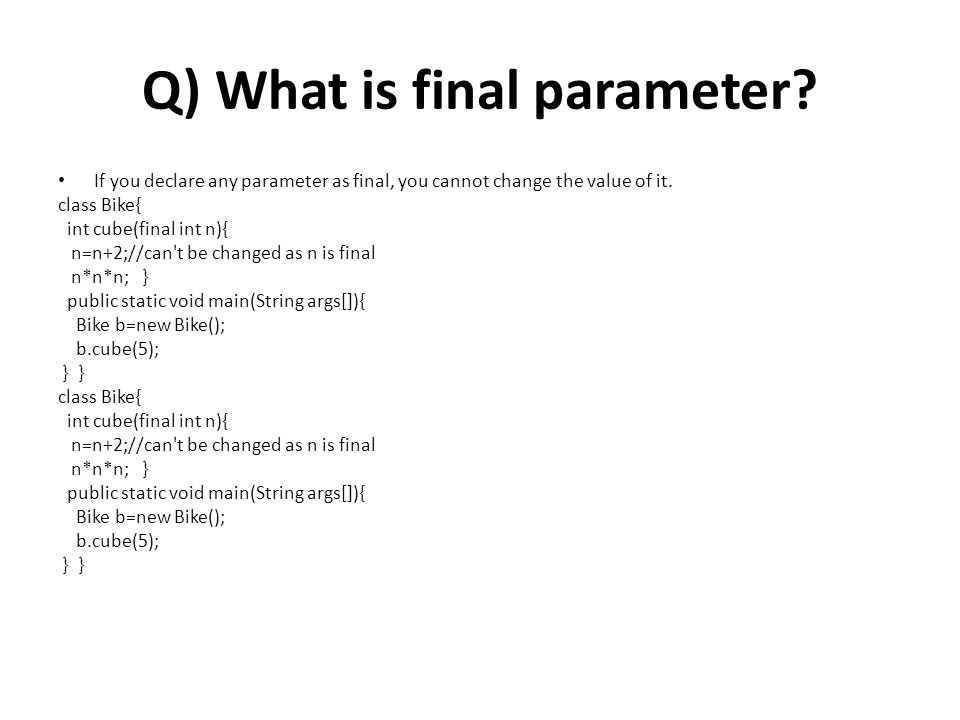 Q) What is final parameter?
• If you declare any parameter as final, you cannot change the value of it.
class Bike{
int cube(final int n){
n=n+2;//can't be changed as n is final
n*n*n; }
public static void main(String args[]){
Bike b=new Bike();
b.cube(5);
} }
class Bike{
int cube(final int n){
n=n+2;//can't be changed as n is final
n*n*n; }
public static void main(String args[]){
Bike b=new Bike();
b.cube(5);
} }